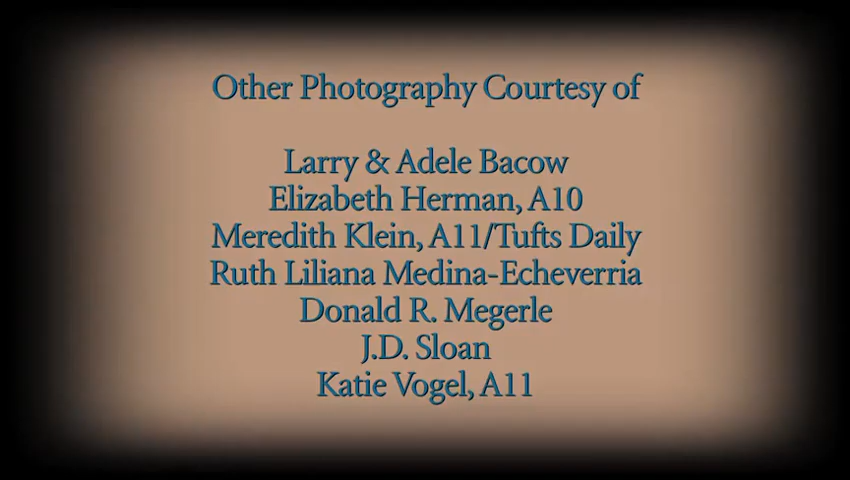 Other Photography Courtesy of
Larry & Adele Bacow
Elizabeth Herman, A10
Meredith Klein, A11/Tufts Daily
Ruth Liliana Medina-Echeverria
Donald R. Megerle
J.D. Sloan
Katie Vogel, A11